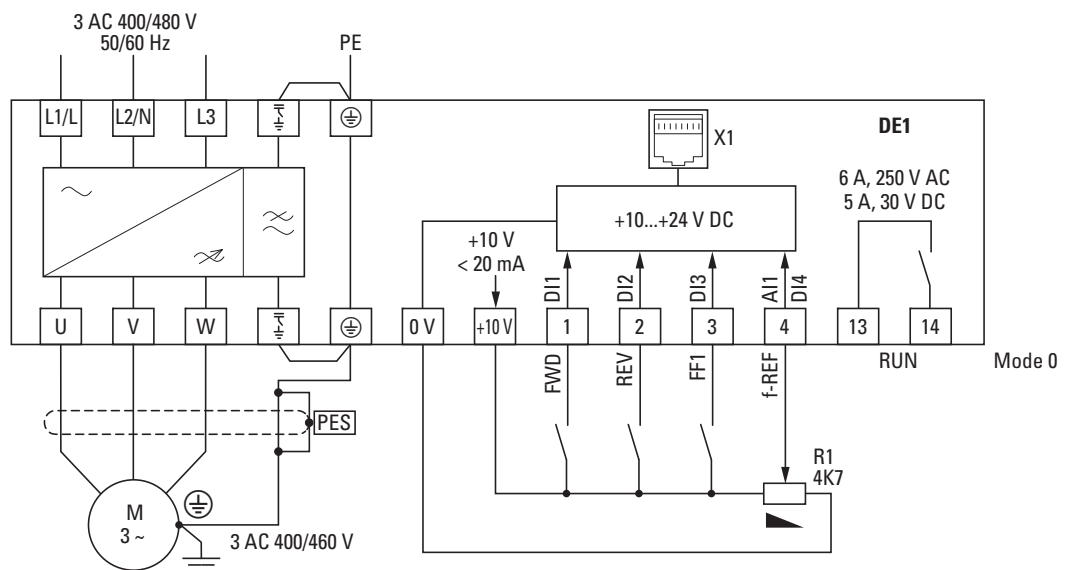 3 AC 400/480 V
50/60 Hz
PE
L1/L
L2/N
L3
DE1
X1
6 A, 250 V AC
5 A, 30 V DC
+10...+24 V DC
+10 V
< 20 mA
DI1
DI2
DI3
AI1
DI4
U
V
W
0 V
+10 V
1
2
3
4
13
14
FWD
REV
FF1
f-REF
RUN
Mode 0
PES
R1
4K7
M
3 ~
3 AC 400/460 V